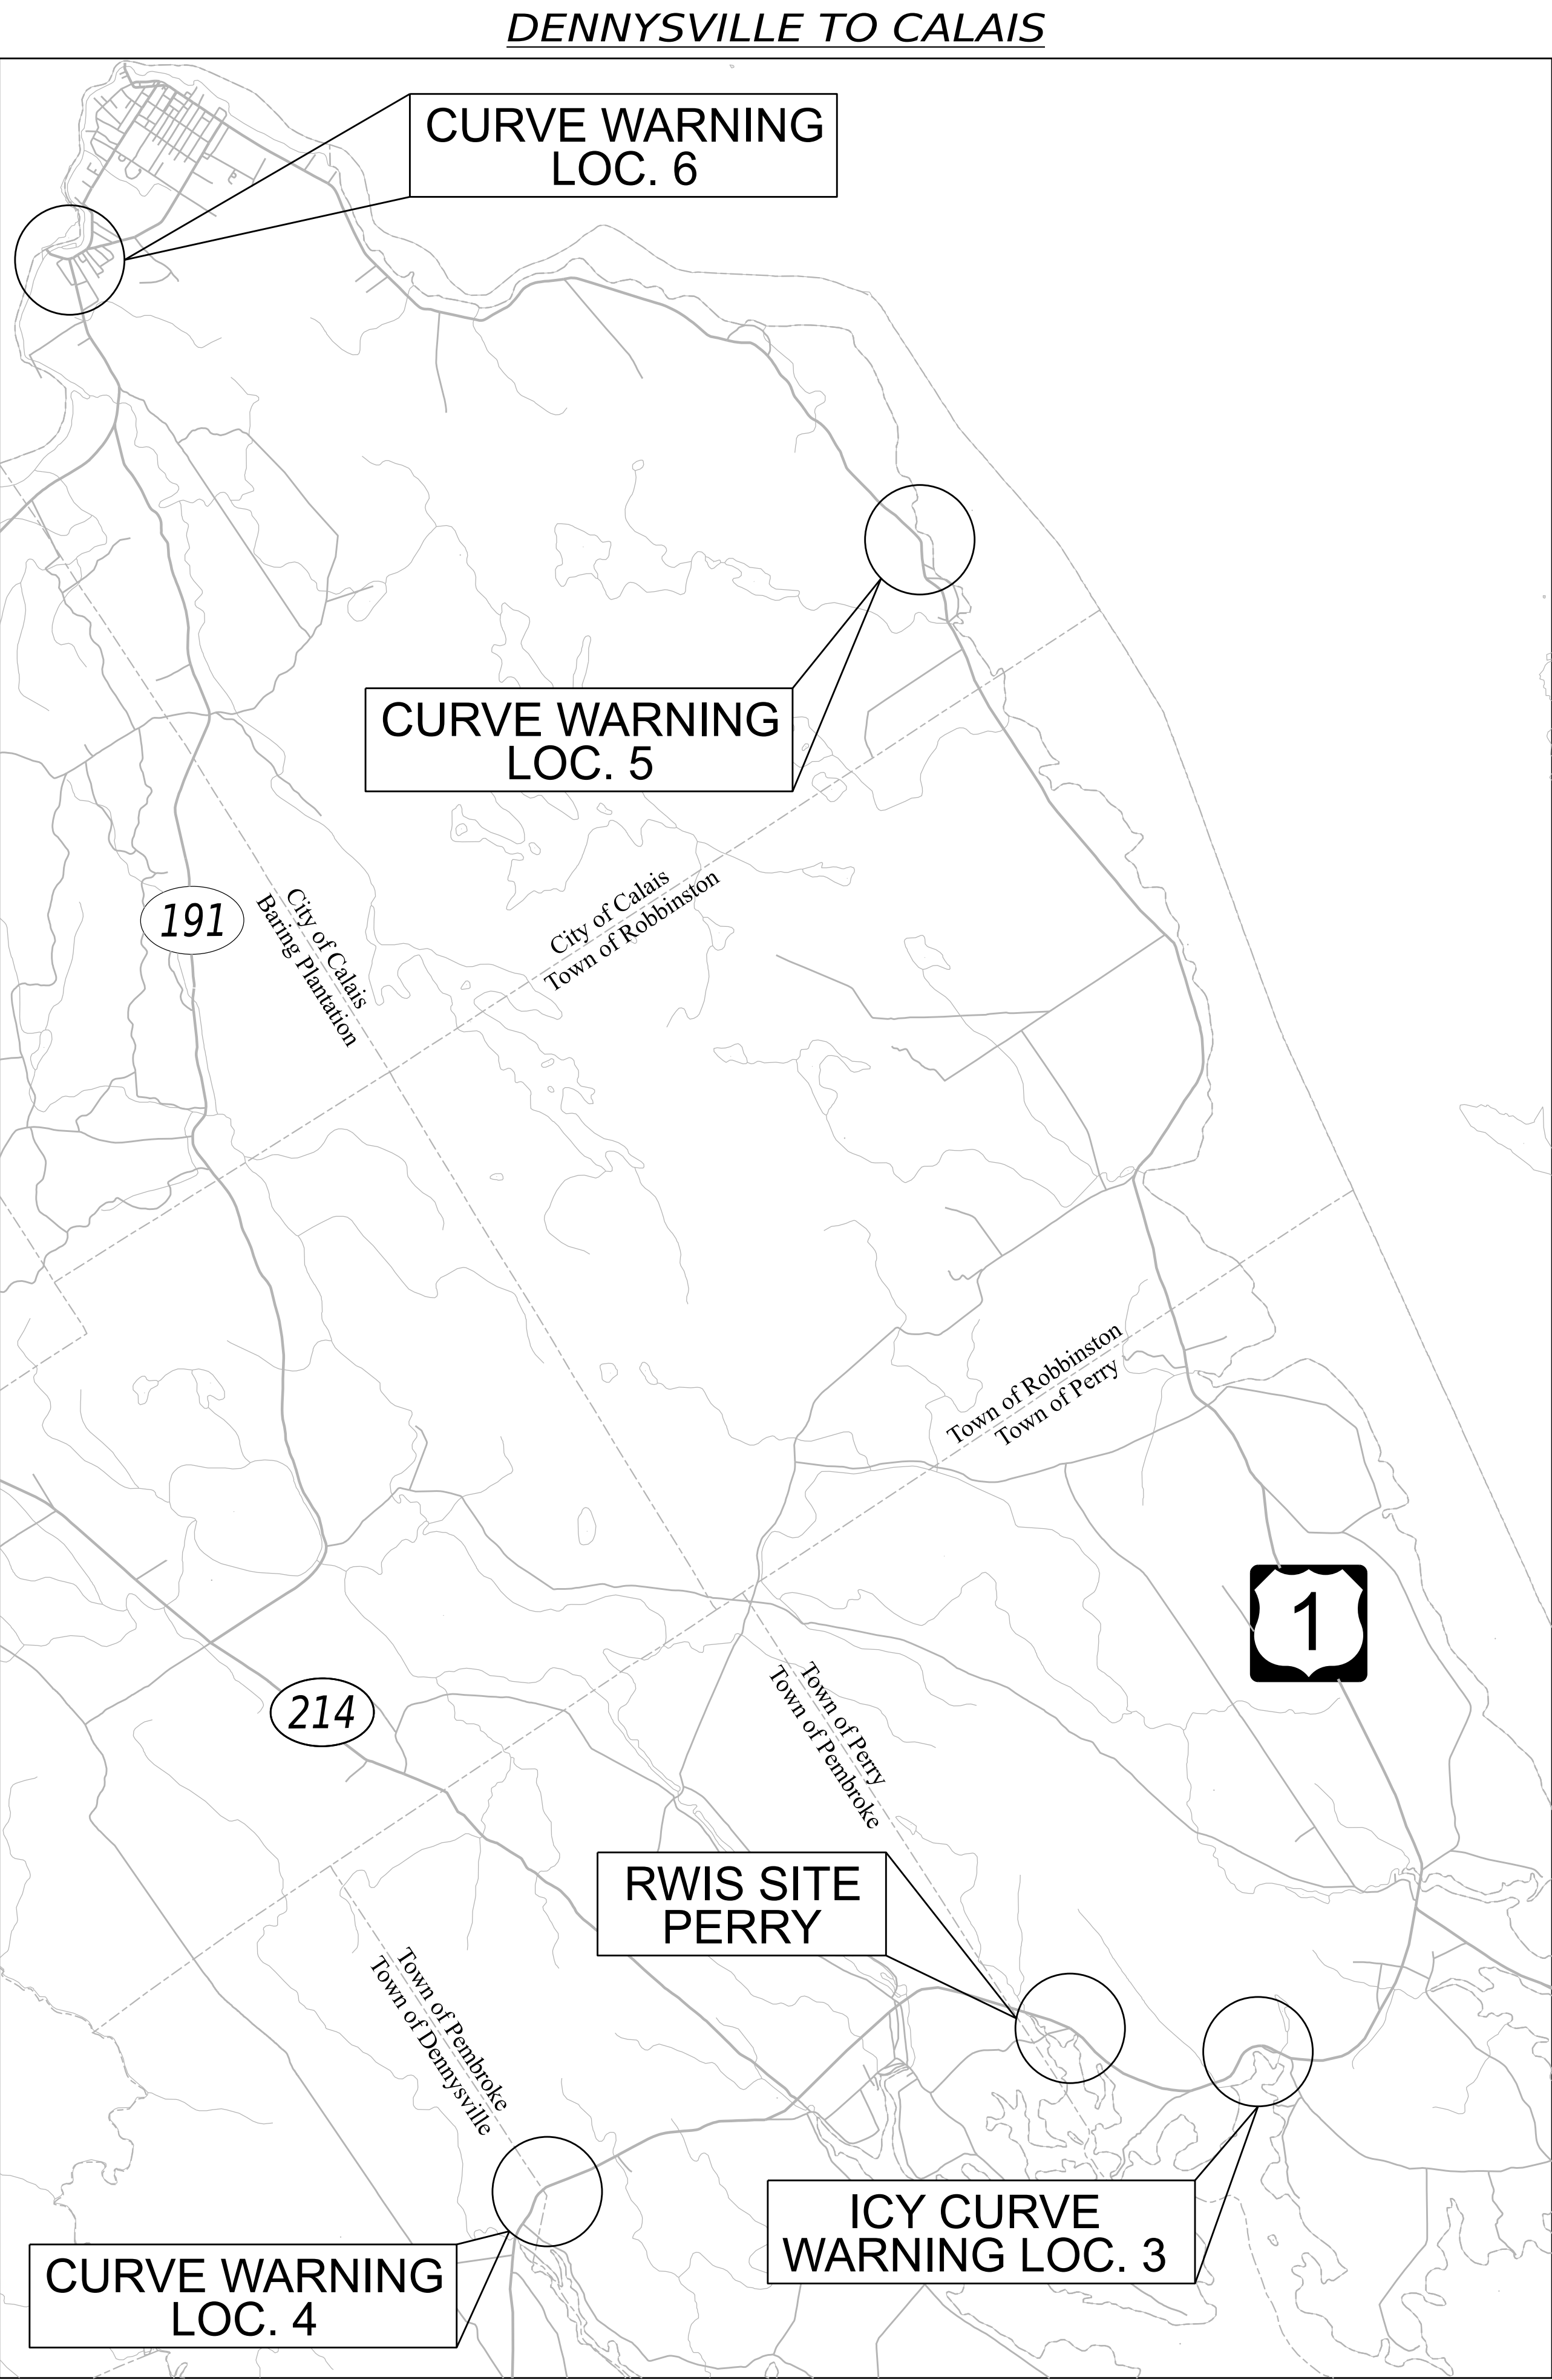 DENNYSVILLE TO CALAIS
CURVE WARNING
LOC. 6
CURVE WARNING
LOC. 5
191
City of Calais
Baring Plantation
City of Calais
Town of Robbinston
Town of Robbinston
Town of Perry
1
214
Town of Perry
Town of Pembroke
RWIS SITE
PERRY
Town of Pembroke
Town of Dennysville
ICY CURVE
WARNING LOC. 3
CURVE WARNING
LOC. 4